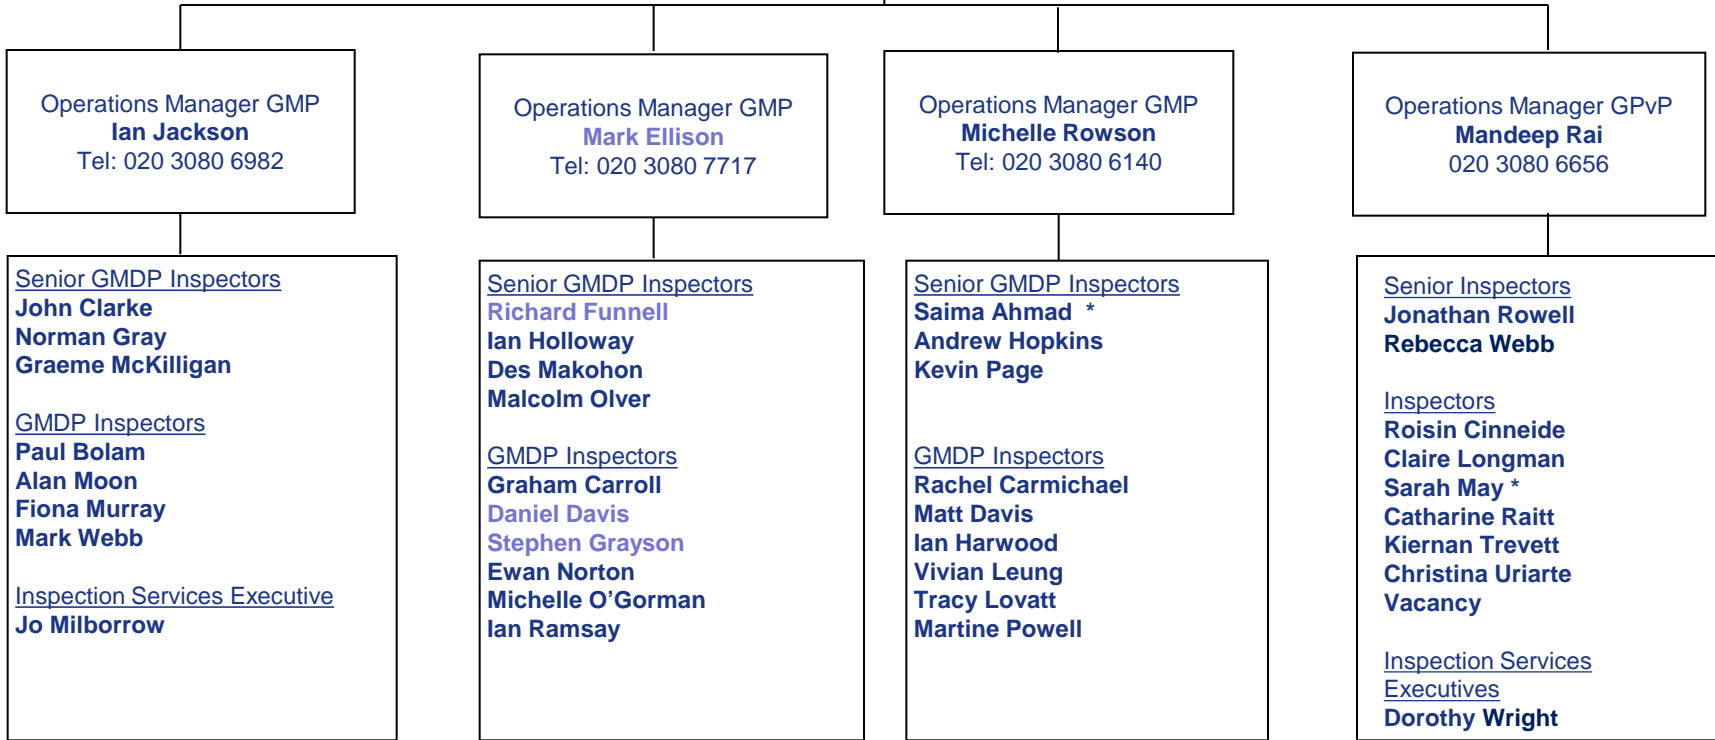 Operations Manager GMP
Ian Jackson
Tel: 020 3080 6982
Senior GMDP Inspectors
John Clarke
Norman Gray
Graeme McKilligan
GMDP Inspectors
Paul Bolam
Alan Moon
Fiona Murray
Mark Webb
Inspection Services Executive
Jo Milborrow
Operations Manager GMP
Mark Ellison
Tel: 020 3080 7717
Senior GMDP Inspectors
Richard Funnell
Ian Holloway
Des Makohon
Malcolm Olver
GMDP Inspectors
Graham Carroll
Daniel Davis
Stephen Grayson
Ewan Norton
Michelle O’Gorman
Ian Ramsay
Operations Manager GMP
Michelle Rowson
Tel: 020 3080 6140
Senior GMDP Inspectors
Saima Ahmad *
Andrew Hopkins
Kevin Page
GMDP Inspectors
Rachel Carmichael
Matt Davis
Ian Harwood
Vivian Leung
Tracy Lovatt
Martine Powell
Operations Manager GPvP
Mandeep Rai
020 3080 6656
Senior Inspectors
Jonathan Rowell
Rebecca Webb
Inspectors
Roisin Cinneide
Claire Longman
Sarah May *
Catharine Raitt
Kiernan Trevett
Christina Uriarte
Vacancy
Inspection Services
Executives
Dorothy Wright